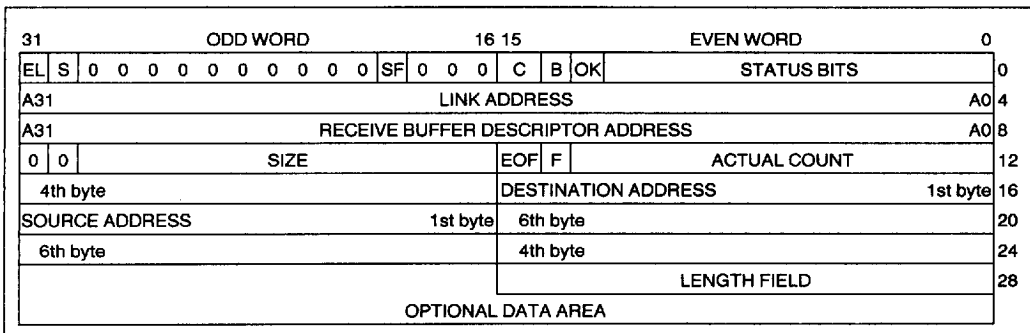 31 ODD WORD 16 15 EVEN WORD 0
EL S 0 0 0 0 0 0 0 0 0 0 SF 0 0 0 C B OK STATUS BITS 0
A31 LINK ADDRESS A0 4
A31 RECEIVE BUFFER DESCRIPTOR ADDRESS A0 8
0 0 SIZE EOF F ACTUAL COUNT 12
4th byte DESTINATION ADDRESS 1st byte 16
SOURCE ADDRESS 1st byte 6th byte 20
6th byte 4th byte 24
LENGTH FIELD 28
OPTIONAL DATA AREA